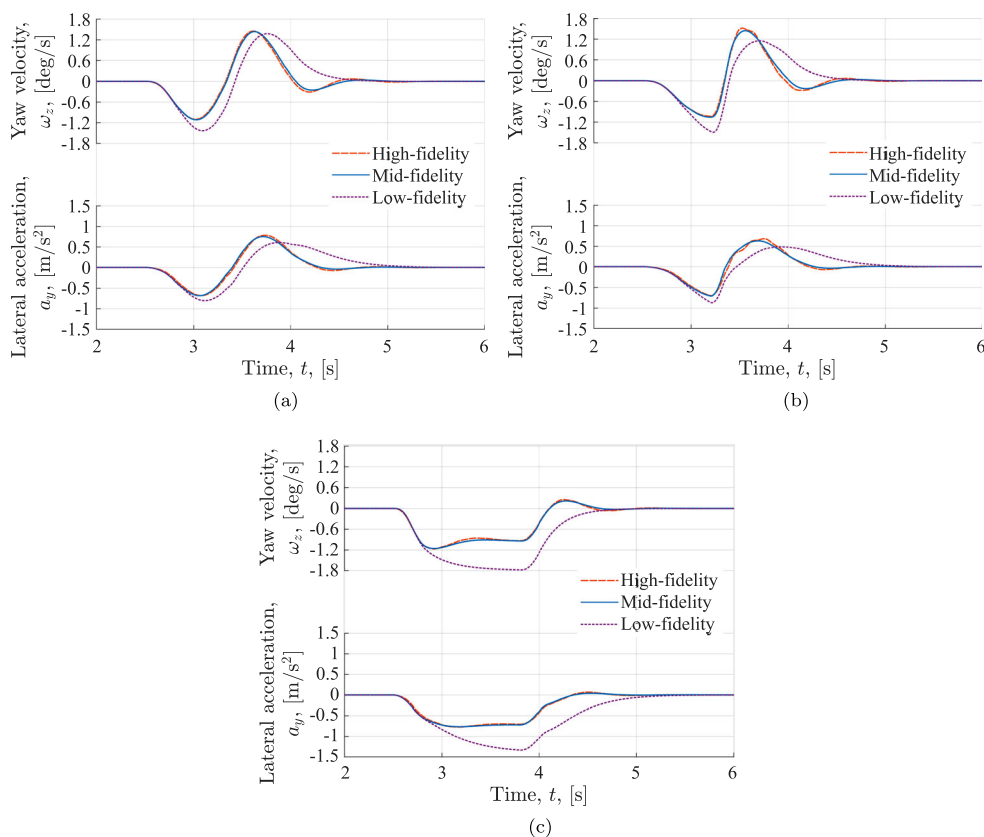 Yaw velocity,
ω_z, [deg/s]
1.8
1.2
0.6
0
-0.6
-1.2
-1.8
High-fidelity
Mid-fidelity
Low-fidelity
Lateral acceleration,
a_y, [m/s²]
1.5
1
0.5
0
-0.5
-1
-1.5
2
3
4
5
6
Time, t, [s]
(a)
Yaw velocity,
ω_z, [deg/s]
1.8
1.2
0.6
0
-0.6
-1.2
-1.8
High-fidelity
Mid-fidelity
Low-fidelity
Lateral acceleration,
a_y, [m/s²]
1.5
1
0.5
0
-0.5
-1
-1.5
2
3
4
5
6
Time, t, [s]
(b)
Yaw velocity,
ω_z, [deg/s]
1.8
1.2
0.6
0
-0.6
-1.2
-1.8
High-fidelity
Mid-fidelity
Low-fidelity
Lateral acceleration,
a_y, [m/s²]
1.5
1
0.5
0
-0.5
-1
-1.5
2
3
4
5
6
Time, t, [s]
(c)